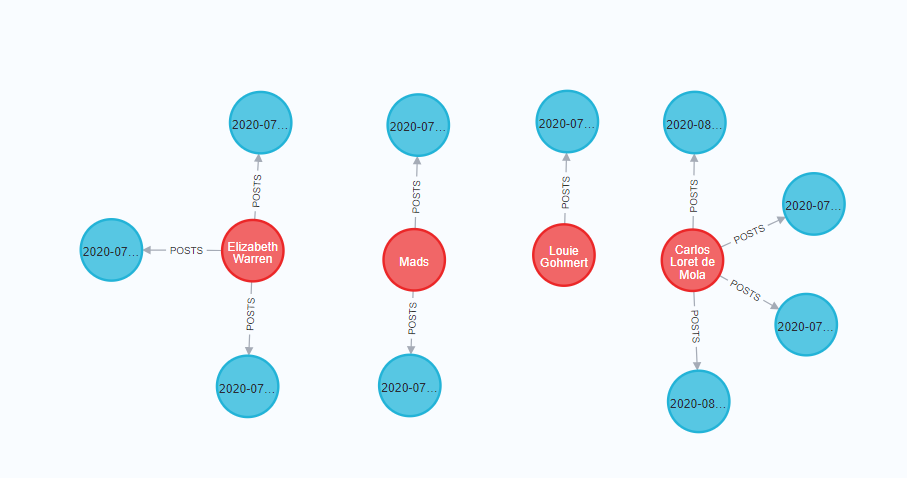 2020-07...
2020-07...
2020-07...
2020-08...
POSTS
POSTS
POSTS
POSTS
2020-07...
POSTS
2020-07...
POSTS
Elizabeth
Warren
Mads
Louie
Gohmert
Carlos
Loret de
Mola
POSTS
POSTS
POSTS
POSTS
2020-07...
2020-07...
2020-07...
2020-08...